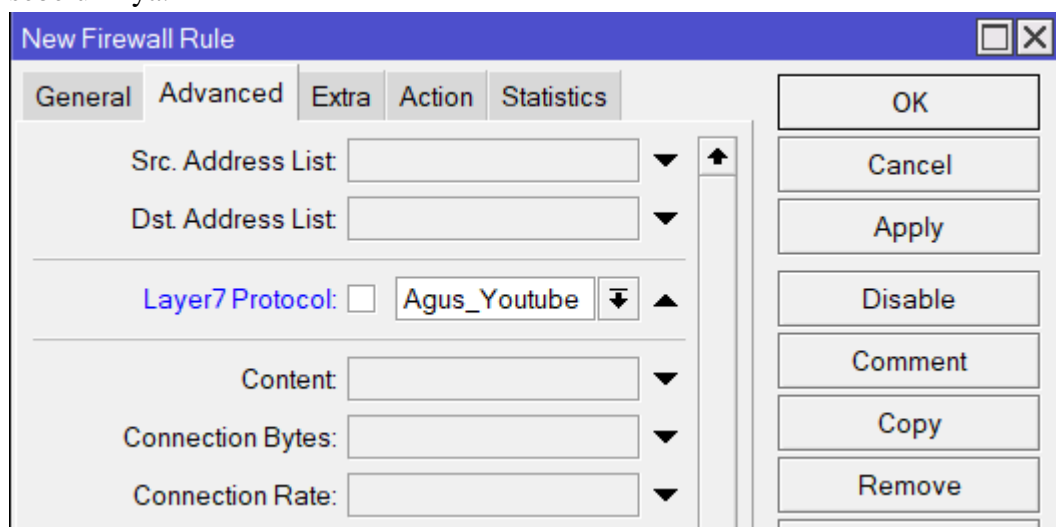 New Firewall Rule
General Advanced Extra Action Statistics
OK
Src. Address List:
Cancel
Dst. Address List:
Apply
Layer7 Protocol: Agus_Youtube
Disable
Comment
Content:
Copy
Connection Bytes:
Remove
Connection Rate: